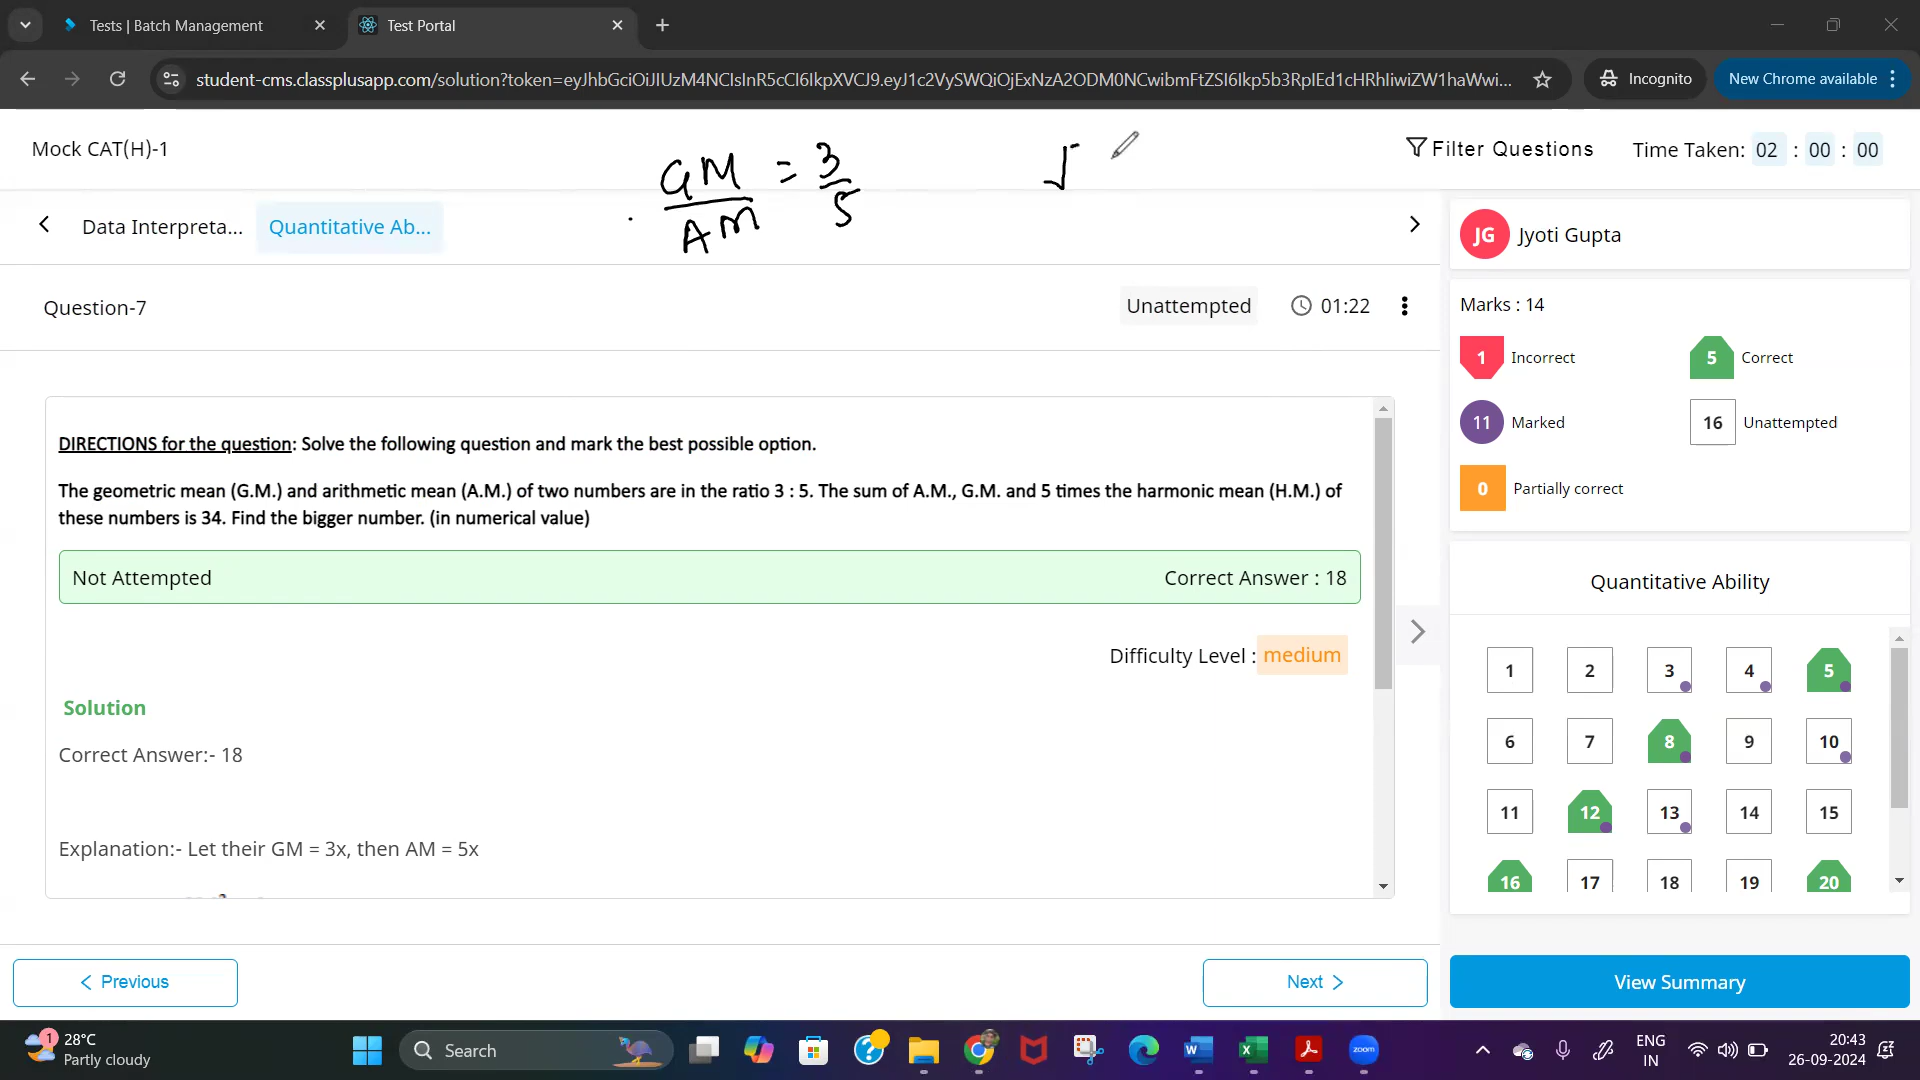 Tests | Batch Management
Test Portal
student-cms.classplusapp.com/solution?token=eyJhbGciOiJIUzM4NCIsInR5cCI6IkpXVCJ9.eyJ1c2VySWQiOjExNzA2ODM0NCwibmFtZSI6Ikp5b3RpIEd1cHRhIiwiZW1haWwi...
Incognito
New Chrome available
Mock CAT(H)-1
GM = 3
AM 5
√
Filter Questions
Time Taken: 02 : 00 : 00
Data Interpreta...
Quantitative Ab...
JG Jyoti Gupta
Question-7
Unattempted
01:22
Marks : 14
1 Incorrect
5 Correct
11 Marked
16 Unattempted
0 Partially correct
DIRECTIONS for the question: Solve the following question and mark the best possible option.
The geometric mean (G.M.) and arithmetic mean (A.M.) of two numbers are in the ratio 3 : 5. The sum of A.M., G.M. and 5 times the harmonic mean (H.M.) of
these numbers is 34. Find the bigger number. (in numerical value)
Not Attempted
Correct Answer : 18
Difficulty Level : medium
Solution
Correct Answer:- 18
Explanation:- Let their GM = 3x, then AM = 5x
Quantitative Ability
1 2 3 4 5
6 7 8 9 10
11 12 13 14 15
16 17 18 19 20
Previous
Next
View Summary
1
28°C
Partly cloudy
Search
zoom
ENG
IN
20:43
26-09-2024